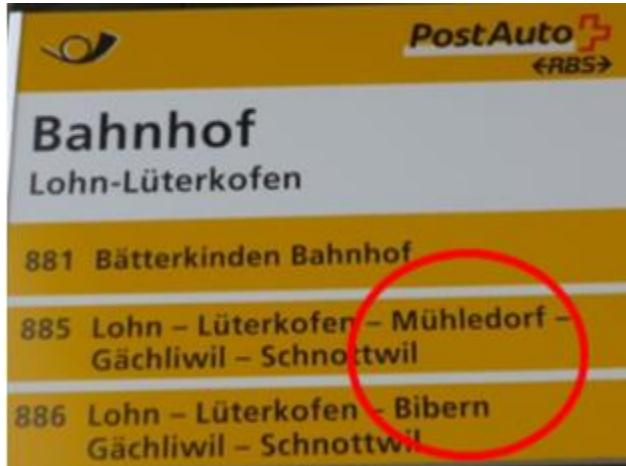 PostAuto
RBS
Bahnhof
Lohn-Lüterkofen
881 Bätterkinden Bahnhof
885 Lohn – Lüterkofen – Mühledorf –
Gächliwil – Schnottwil
886 Lohn – Lüterkofen – Bibern
Gächliwil – Schnottwil